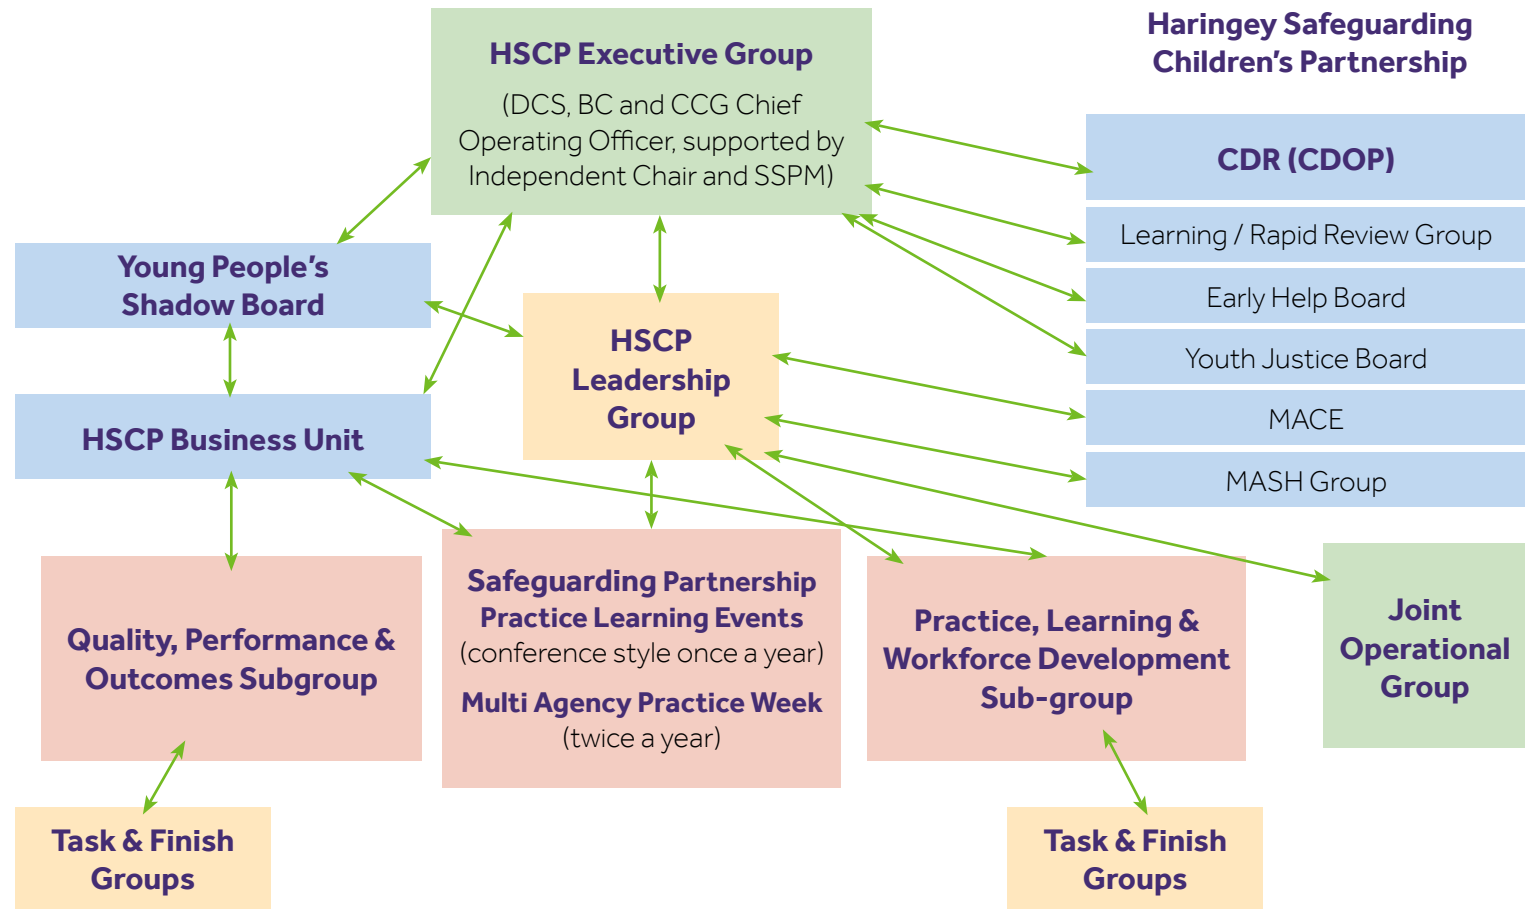 Haringey Safeguarding
Children’s Partnership
HSCP Executive Group
(DCS, BC and CCG Chief
Operating Officer, supported by
Independent Chair and SSPM)
CDR (CDOP)
Learning / Rapid Review Group
Early Help Board
Youth Justice Board
MACE
MASH Group
Young People’s
Shadow Board
HSCP
Leadership
Group
HSCP Business Unit
Quality, Performance &
Outcomes Subgroup
Safeguarding Partnership
Practice Learning Events
(conference style once a year)
Multi Agency Practice Week
(twice a year)
Practice, Learning &
Workforce Development
Sub-group
Joint
Operational
Group
Task & Finish
Groups
Task & Finish
Groups